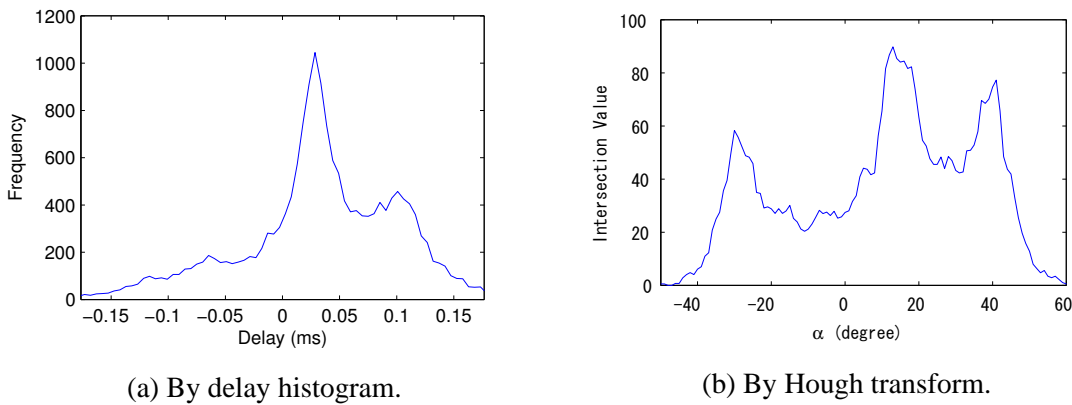 1200
1000
800
600
400
200
0
Frequency
−0.15 −0.1 −0.05 0 0.05 0.1 0.15
Delay (ms)
(a) By delay histogram.
100
80
60
40
20
0
Intersection Value
−40 −20 0 20 40 60
α (degree)
(b) By Hough transform.